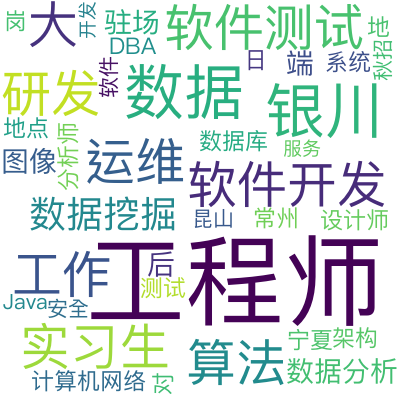 大
驻场
DBA
开发
软件测试
秋招
日
端
系统
软件
研发
数据
银川
地点
分析师
数据库
服务
图像
运维
软件开发
数据挖掘
昆山
常州
设计师
工程师
工作
后
测试
Java
安全
实习生
算法
宁夏
架构
数据分析
计算机网络
对